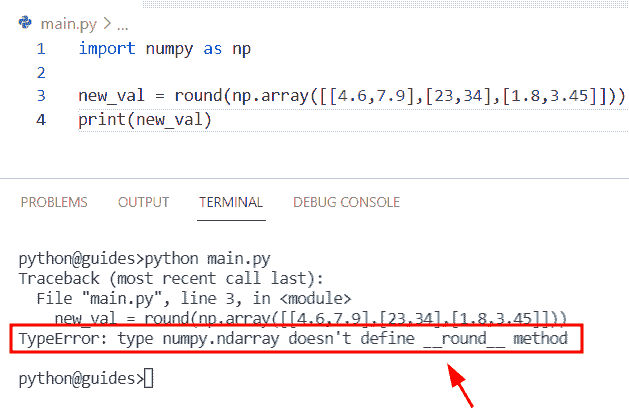 main.py > ...
1 import numpy as np
2
3 new_val = round(np.array([[4.6,7.9],[23,34],[1.8,3.45]]))
4 print(new_val)
PROBLEMS OUTPUT TERMINAL DEBUG CONSOLE
python@guides>python main.py
Traceback (most recent call last):
File "main.py", line 3, in <module>
new_val = round(np.array([[4.6,7.9],[23,34],[1.8,3.45]]))
TypeError: type numpy.ndarray doesn't define __round__ method
python@guides>